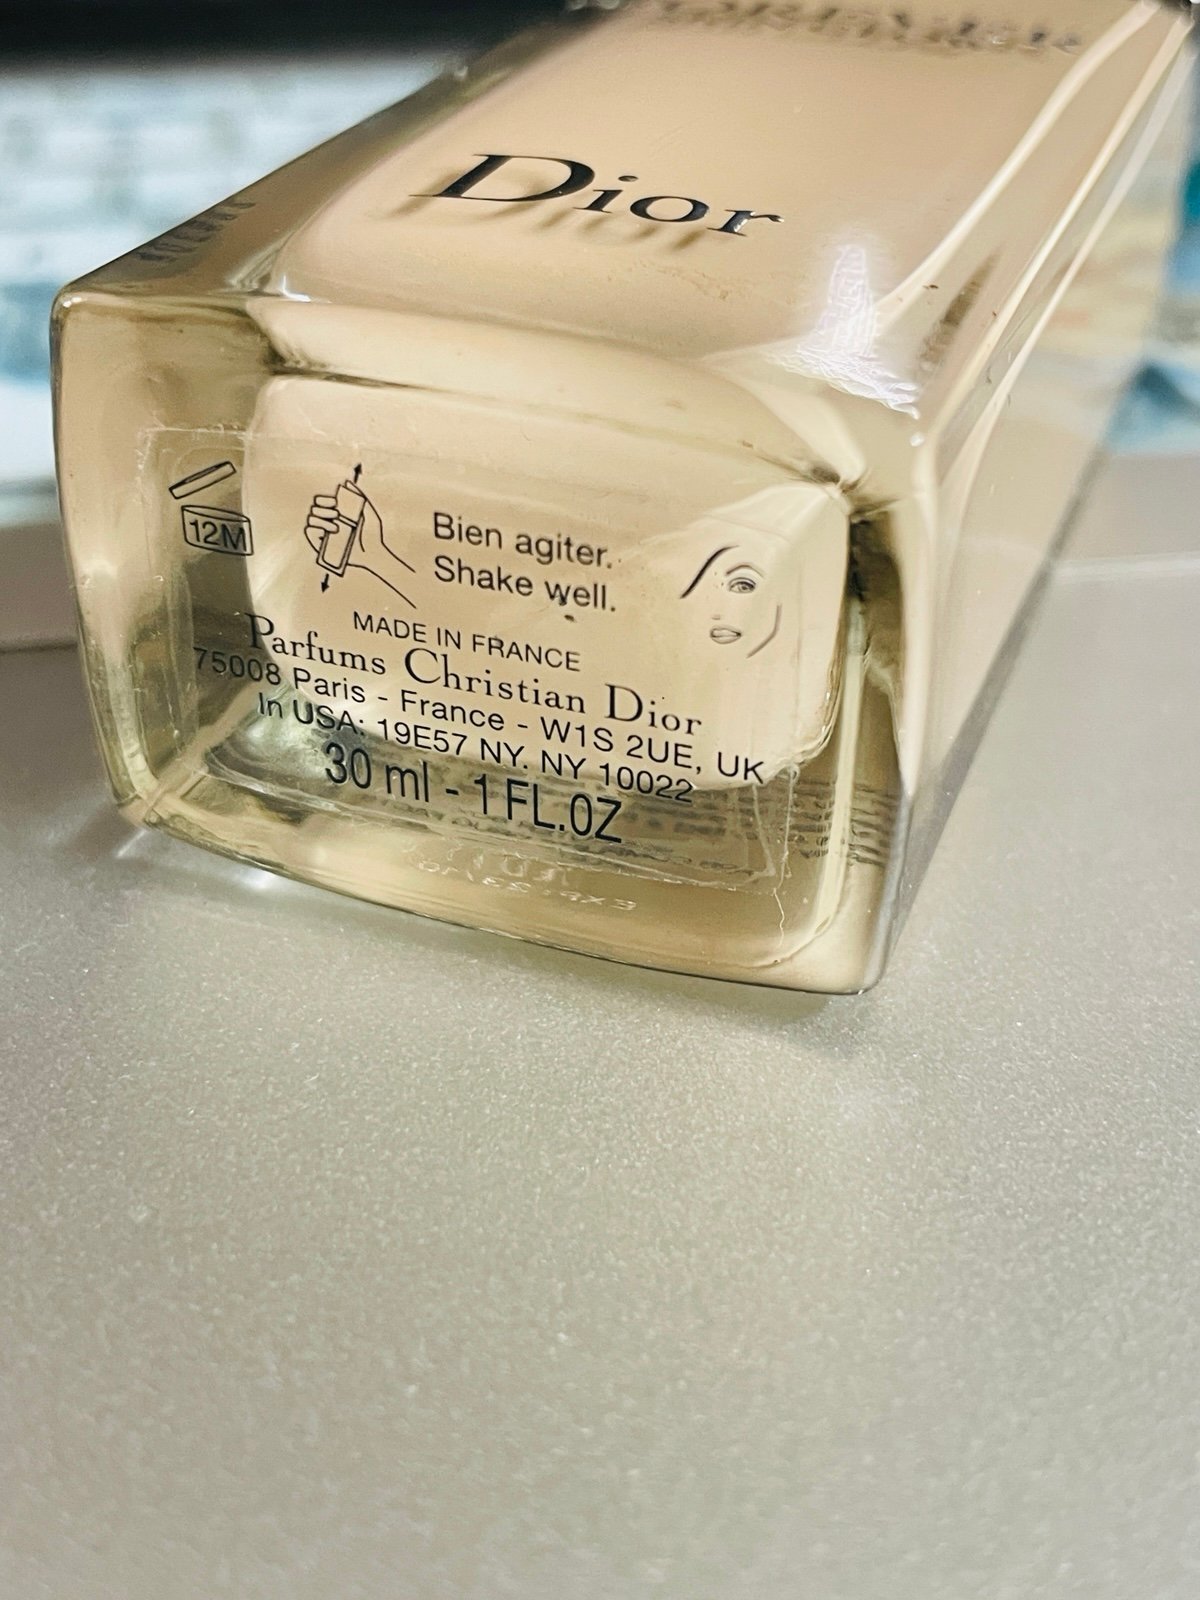 Dior
12M
Bien agiter.
Shake well.
MADE IN FRANCE
Parfums Christian Dior
75008 Paris - France - W1S 2UE, UK
In USA: 19E57 NY. NY 10022
30 ml - 1 FL.OZ